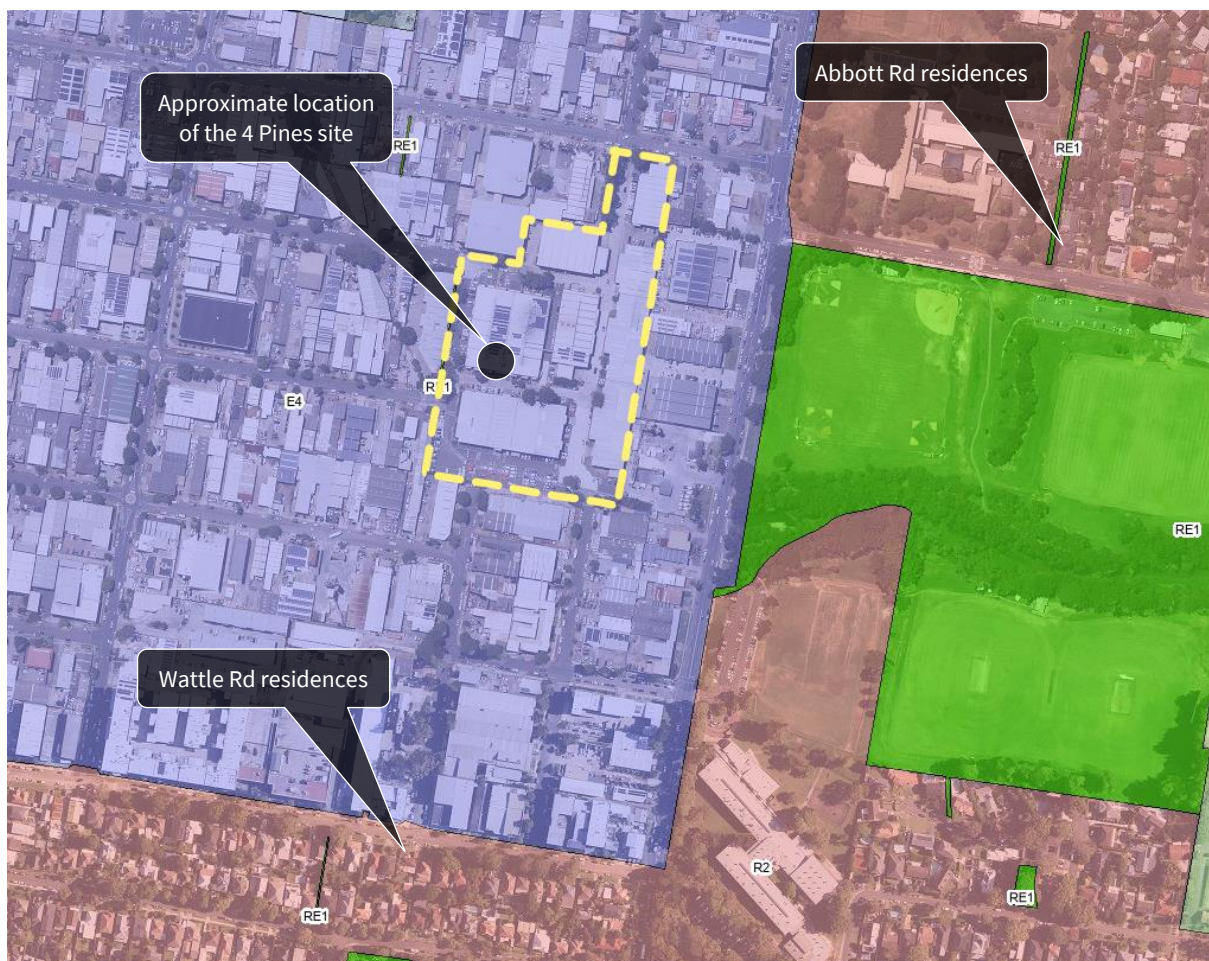 Approximate location
of the 4 Pines site
Abbott Rd residences
RE1
RE1
E4
RE1
Wattle Rd residences
R2
RE1
RE1